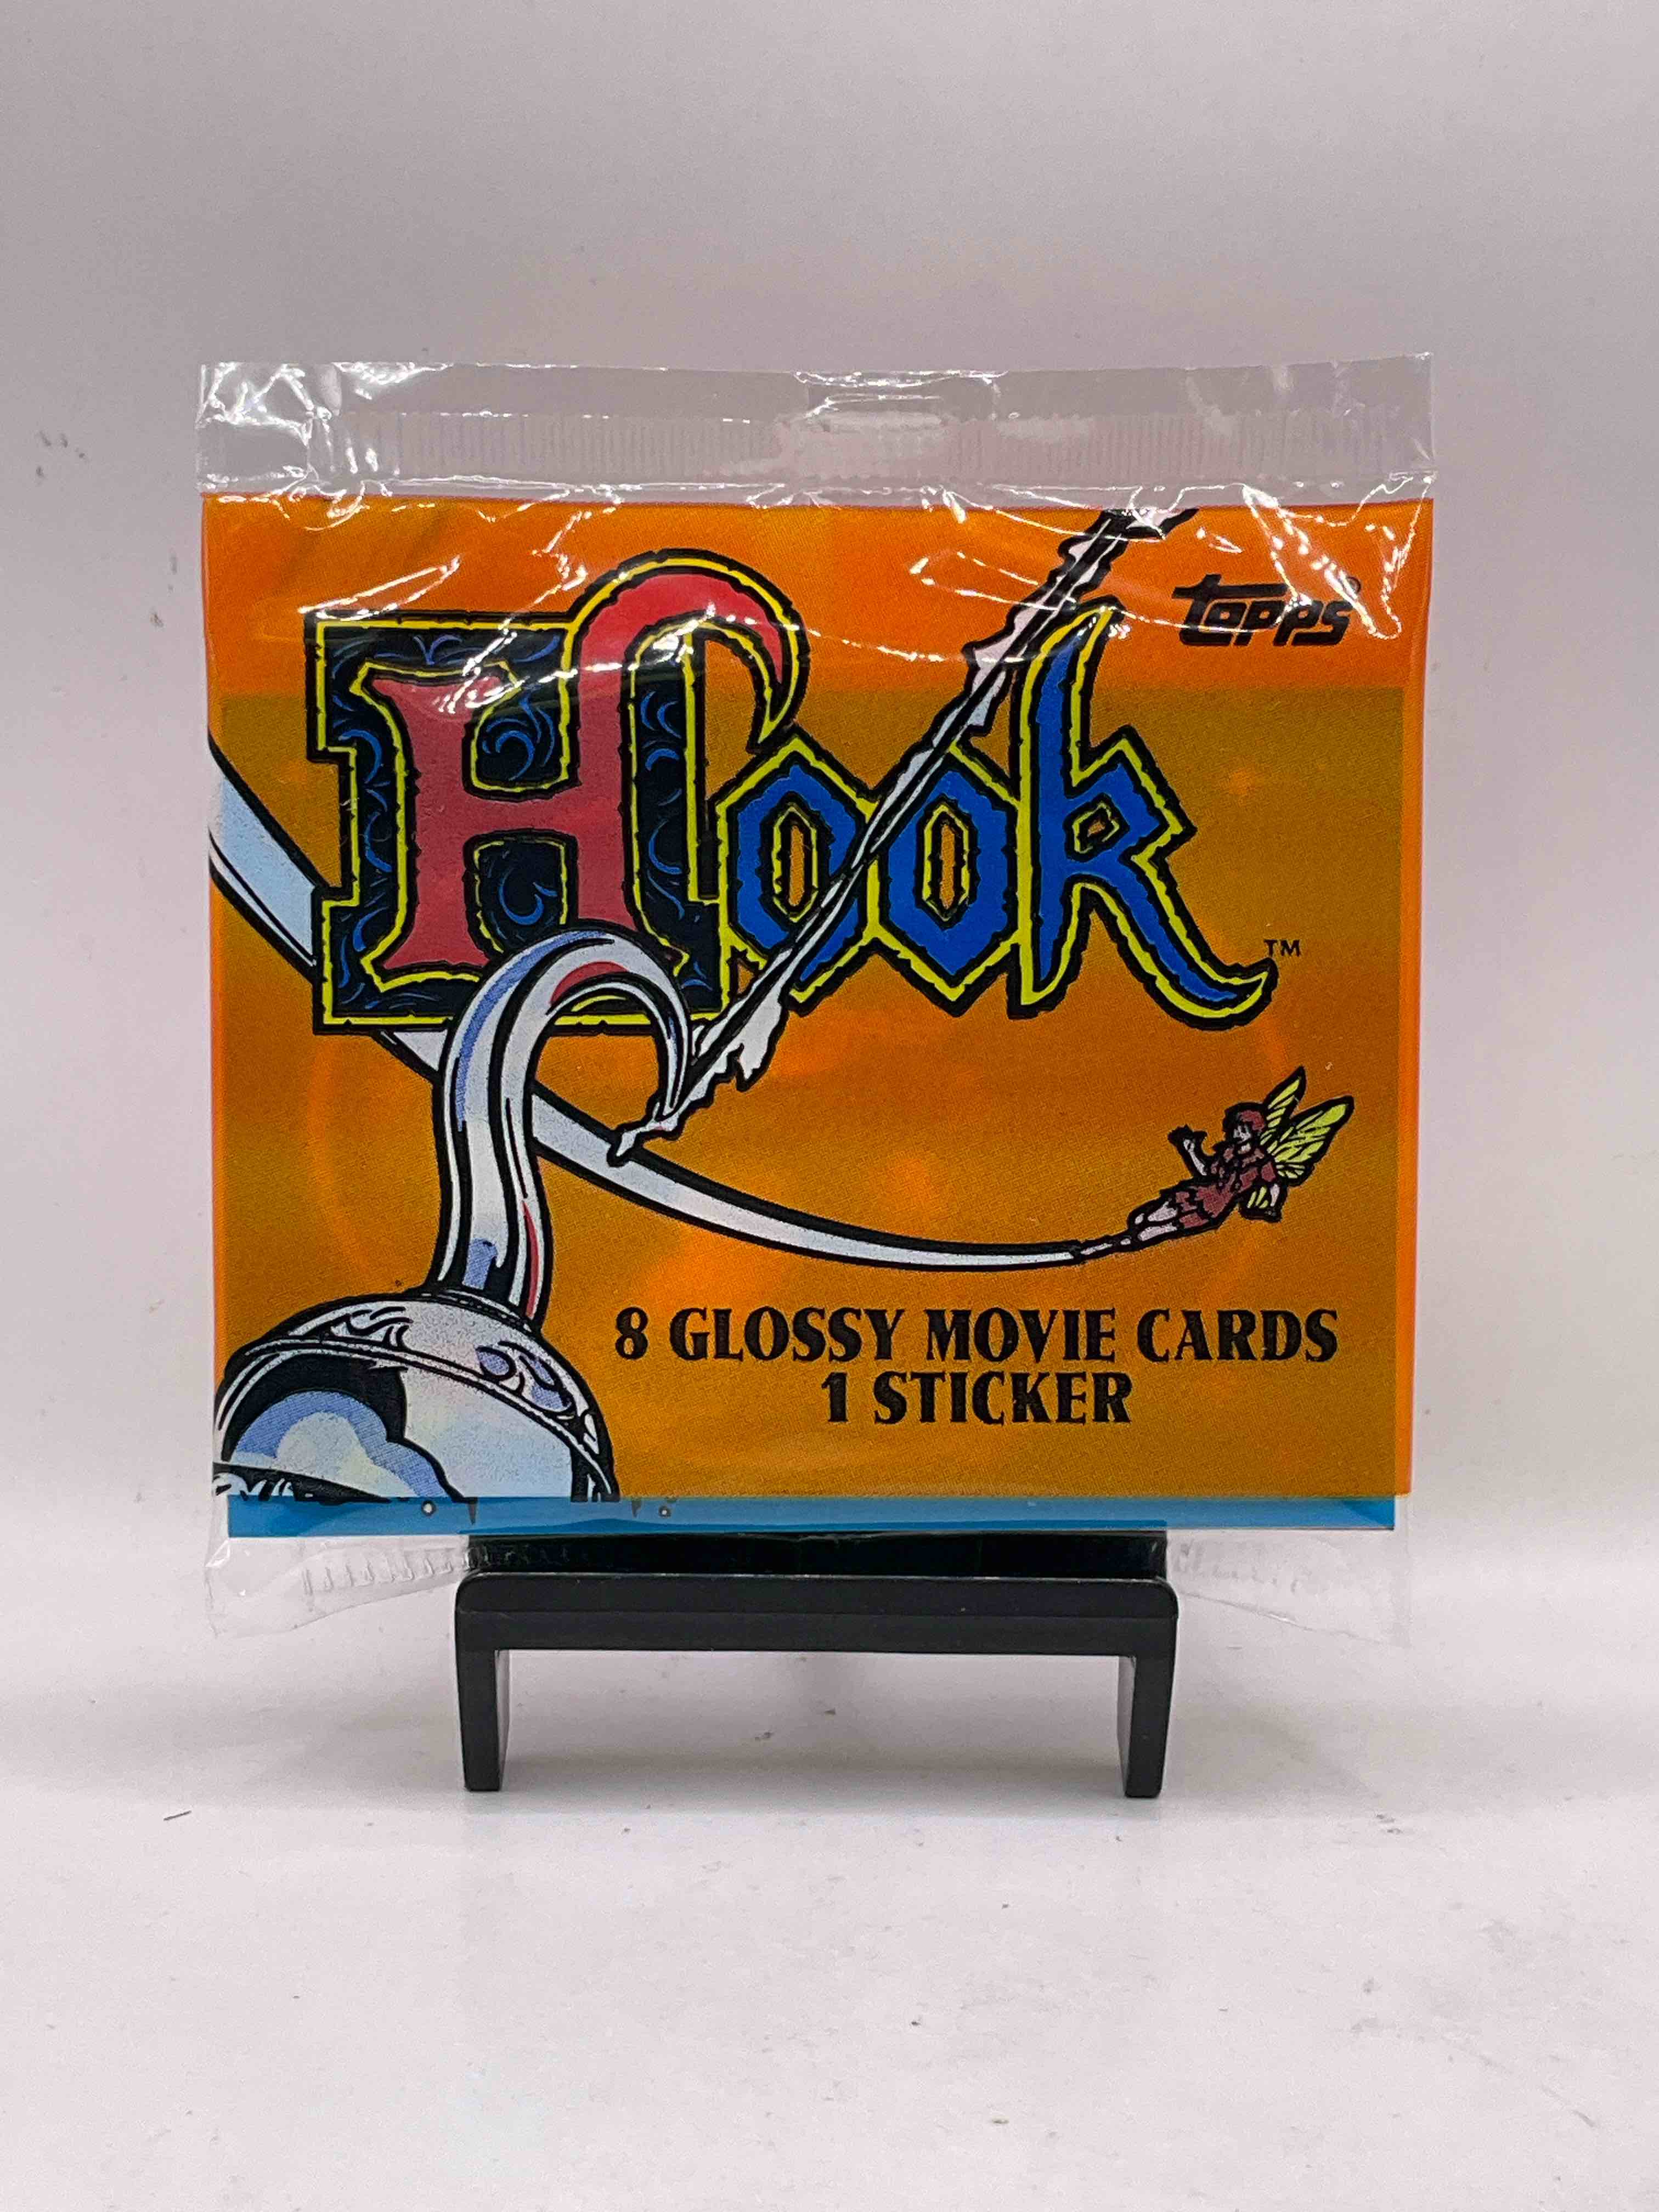 topps®
Hook
TM
8 GLOSSY MOVIE CARDS
1 STICKER